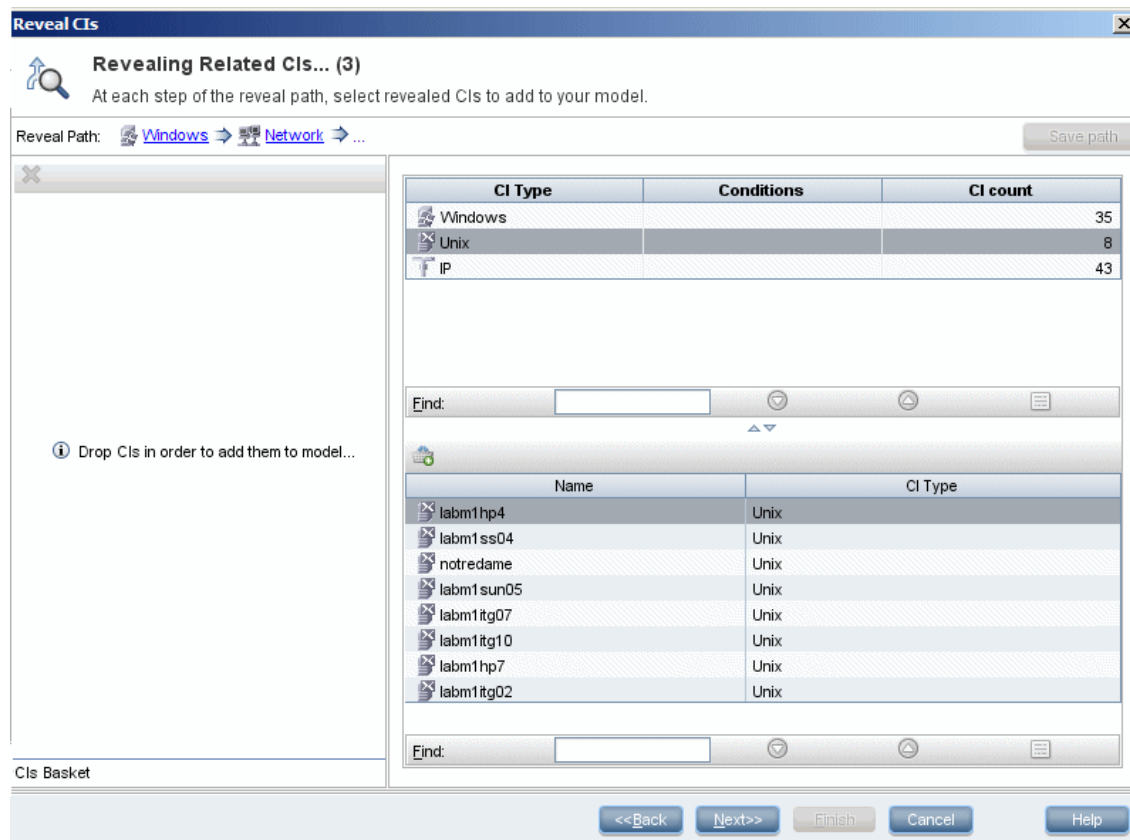 Reveal CIs
Revealing Related CIs... (3)
At each step of the reveal path, select revealed CIs to add to your model.
Reveal Path: Windows Network ... Save path
CI Type Conditions CI count
Windows 35
Unix 8
IP 43
Find:
Drop CIs in order to add them to model...
Name CI Type
labm1hp4 Unix
labm1ss04 Unix
notredame Unix
labm1sun05 Unix
labm1itg07 Unix
labm1itg10 Unix
labm1hp7 Unix
labm1itg02 Unix
Find:
CIs Basket
<<Back Next>> Finish Cancel Help